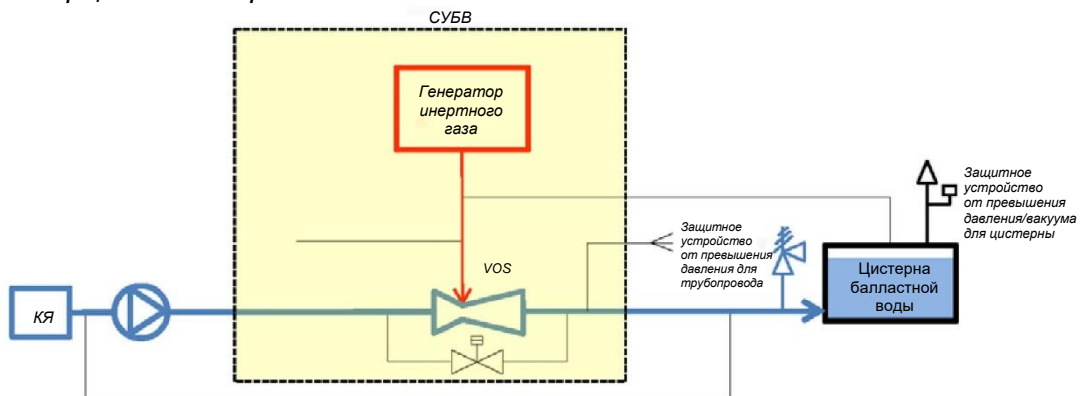 СУБВ
Генератор
инертного
газа
Защитное
устройство
от превышения
давления/вакуума
для цистерны
Защитное
устройство
от превышения
давления для
трубопровода
VOS
Цистерна
балластной
воды
КЯ